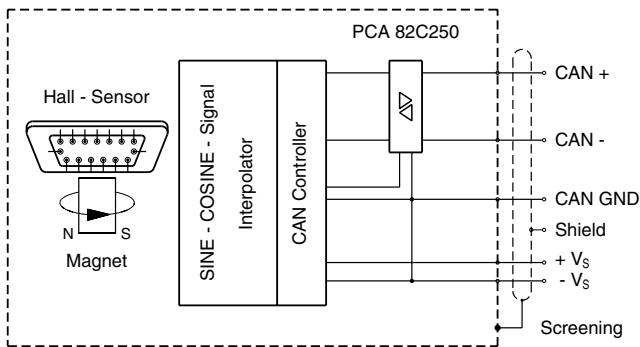 PCA 82C250
CAN +
Hall - Sensor
CAN -
SINE - COSINE - Signal
Interpolator
CAN Controller
CAN GND
N S
Shield
Magnet
+ VS
- VS
Screening